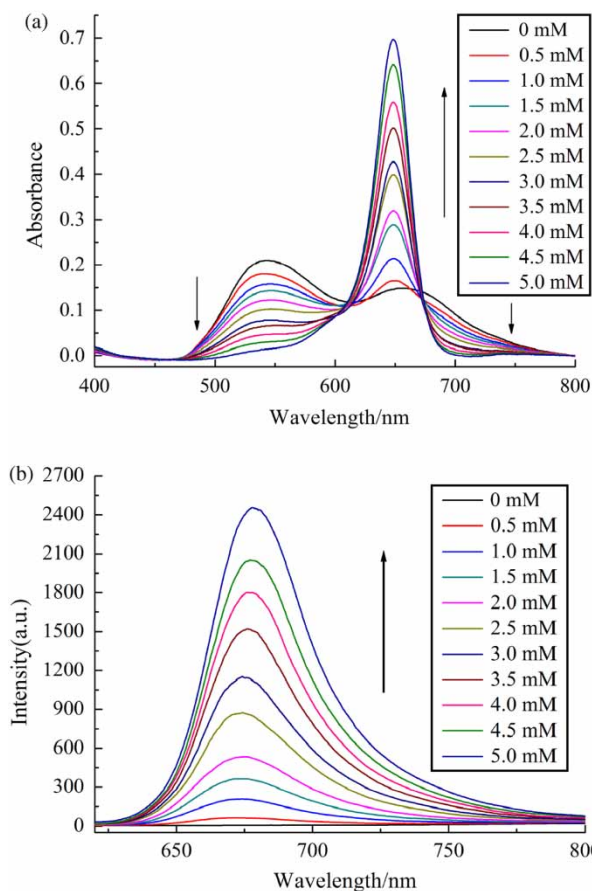 (a)
0.7
0.6
0.5
0.4
0.3
0.2
0.1
0.0
Absorbance
400
500
600
700
800
Wavelength/nm
0 mM
0.5 mM
1.0 mM
1.5 mM
2.0 mM
2.5 mM
3.0 mM
3.5 mM
4.0 mM
4.5 mM
5.0 mM
(b)
2700
2400
2100
1800
1500
1200
900
600
300
0
Intensity(a.u.)
650
700
750
800
Wavelength/nm
0 mM
0.5 mM
1.0 mM
1.5 mM
2.0 mM
2.5 mM
3.0 mM
3.5 mM
4.0 mM
4.5 mM
5.0 mM